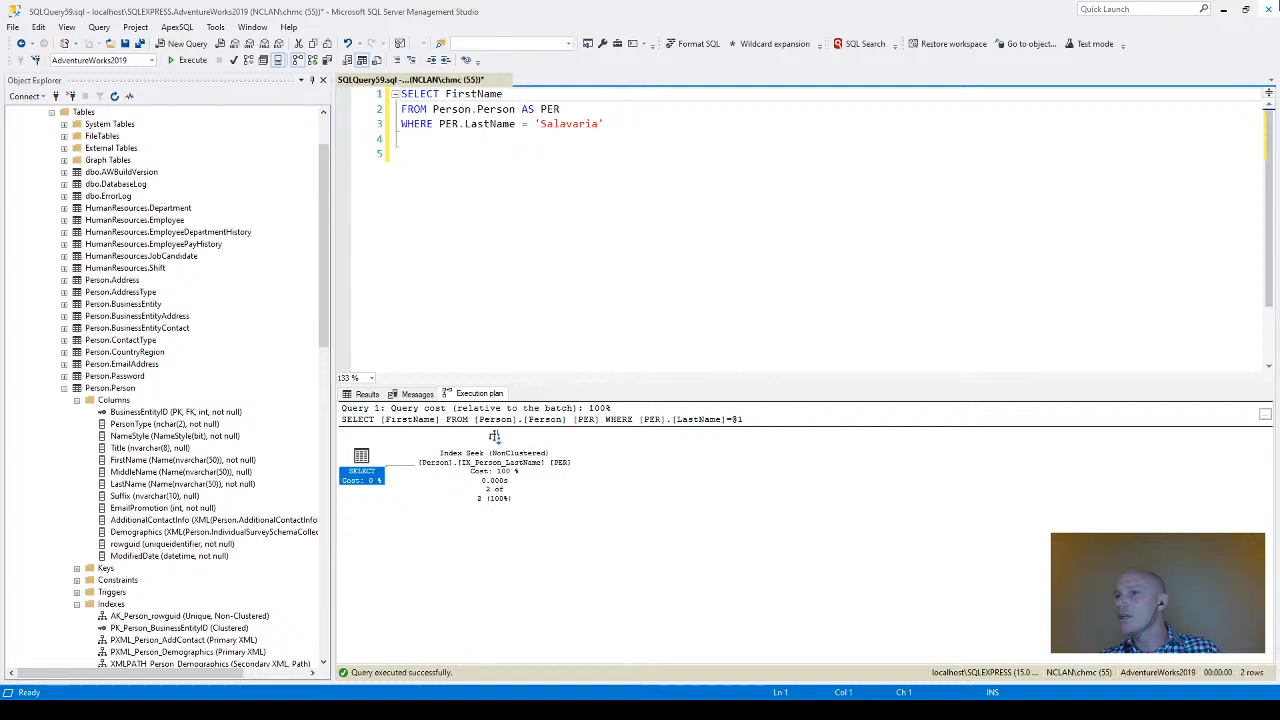 SQLQuery59.sql - localhost\SQLEXPRESS.AdventureWorks2019 (NCLAN\chmc (55))* - Microsoft SQL Server Management Studio
Quick Launch
File Edit View Query Project ApexSQL Tools Window Help
New Query
Format SQL
Wildcard expansion
SQL Search
Restore workspace
Go to object...
Test mode
AdventureWorks2019
Execute
Object Explorer
Connect
Tables
System Tables
FileTables
External Tables
Graph Tables
dbo.AWBuildVersion
dbo.DatabaseLog
dbo.ErrorLog
HumanResources.Department
HumanResources.Employee
HumanResources.EmployeeDepartmentHistory
HumanResources.EmployeePayHistory
HumanResources.JobCandidate
HumanResources.Shift
Person.Address
Person.AddressType
Person.BusinessEntity
Person.BusinessEntityAddress
Person.BusinessEntityContact
Person.ContactType
Person.CountryRegion
Person.EmailAddress
Person.Password
Person.Person
Columns
BusinessEntityID (PK, FK, int, not null)
PersonType (nchar(2), not null)
NameStyle (NameStyle(bit), not null)
Title (nvarchar(8), null)
FirstName (Name(nvarchar(50)), not null)
MiddleName (Name(nvarchar(50)), null)
LastName (Name(nvarchar(50)), not null)
Suffix (nvarchar(10), null)
EmailPromotion (int, not null)
AdditionalContactInfo (XML(Person.AdditionalContactInfo
Demographics (XML(Person.IndividualSurveySchemaCollec
rowguid (uniqueidentifier, not null)
ModifiedDate (datetime, not null)
Keys
Constraints
Triggers
Indexes
AK_Person_rowguid (Unique, Non-Clustered)
PK_Person_BusinessEntityID (Clustered)
PXML_Person_AddContact (Primary XML)
PXML_Person_Demographics (Primary XML)
XMLPATH_Person_Demographics (Secondary XML, Path)
SQLQuery59.sql -...(NCLAN\chmc (55))*
1 SELECT FirstName
2 FROM Person.Person AS PER
3 WHERE PER.LastName = 'Salavaria'
4
5
133 %
Results Messages Execution plan
Query 1: Query cost (relative to the batch): 100%
SELECT [FirstName] FROM [Person].[Person] [PER] WHERE [PER].[LastName]=@1
SELECT
Cost: 0 %
Index Seek (NonClustered)
[Person].[IX_Person_LastName] [PER]
Cost: 100 %
0.000s
2 of
2 (100%)
Query executed successfully.
localhost\SQLEXPRESS (15.0 ...
NCLAN\chmc (55)
AdventureWorks2019
00:00:00
2 rows
Ready
Ln 1
Col 1
Ch 1
INS